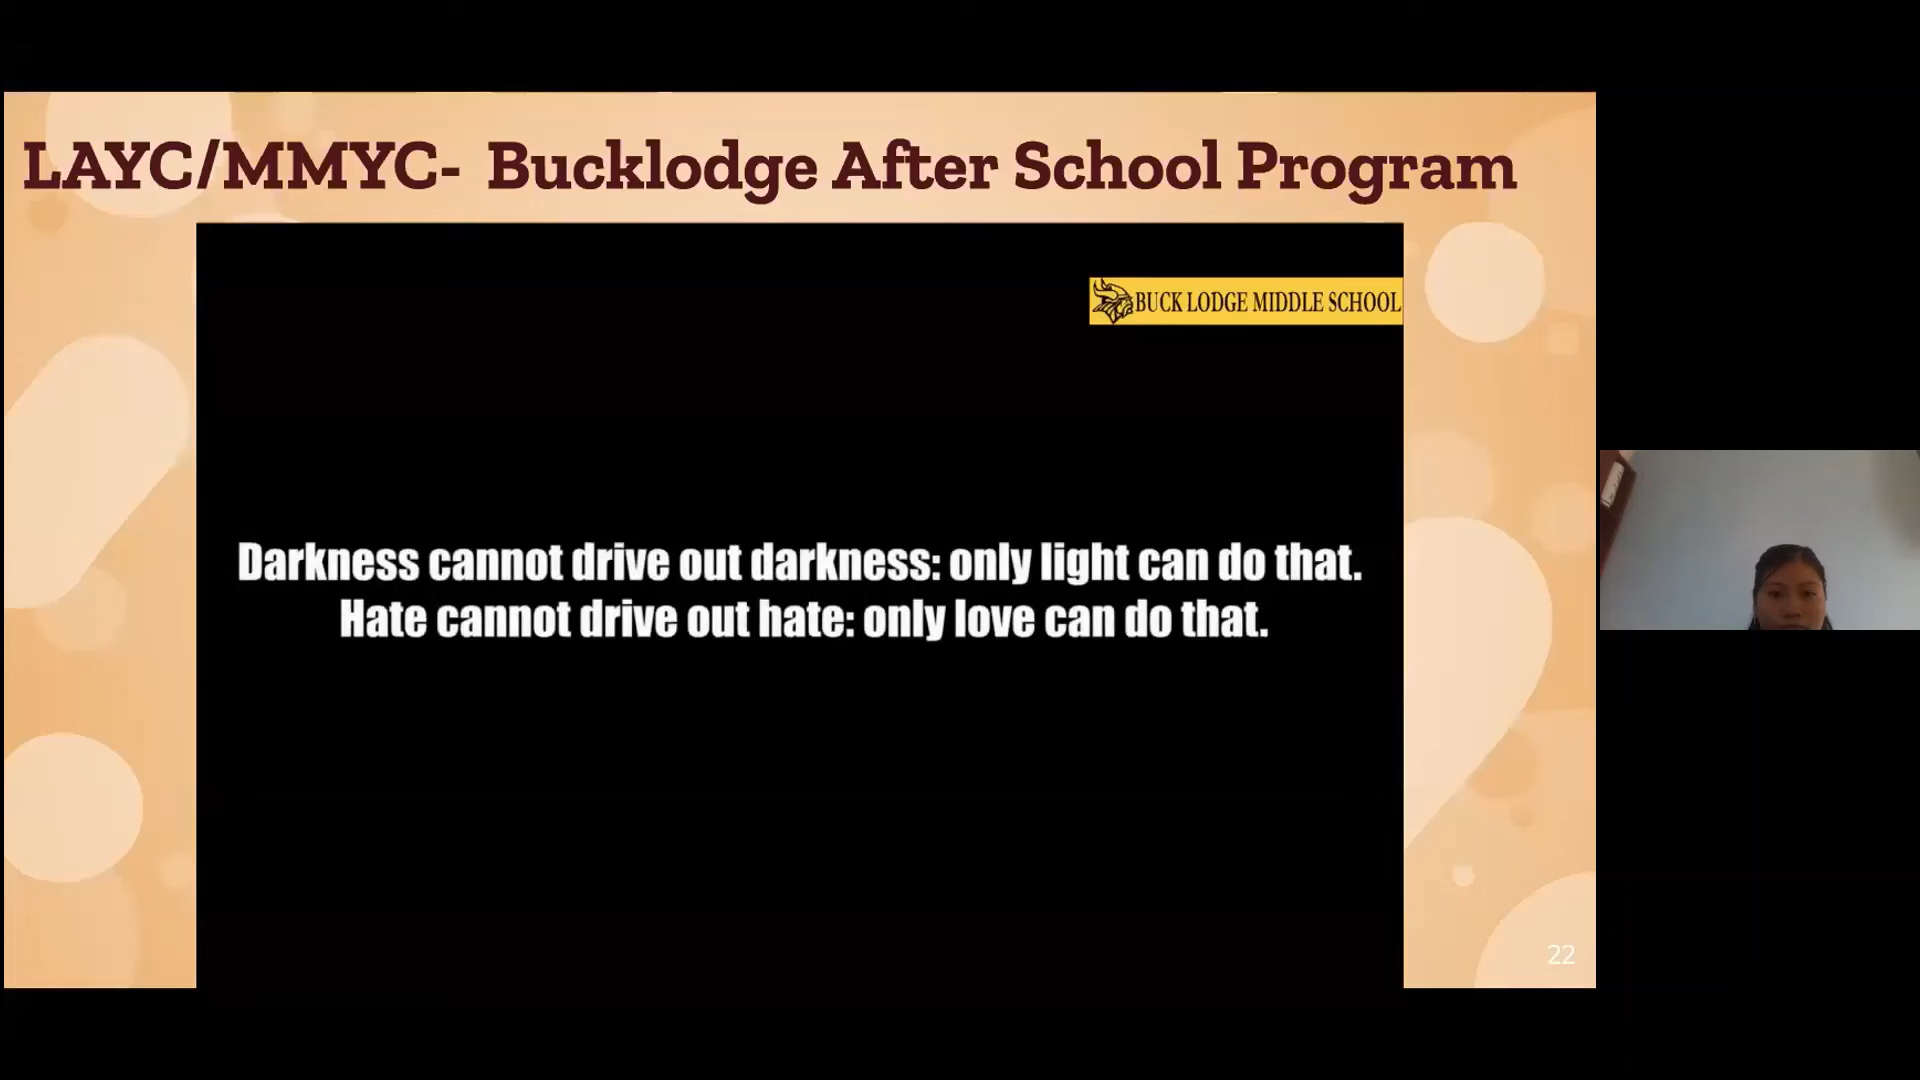 LAYC/MMYC- Bucklodge After School Program
BUCK LODGE MIDDLE SCHOOL
Darkness cannot drive out darkness: only light can do that.
Hate cannot drive out hate: only love can do that.
22